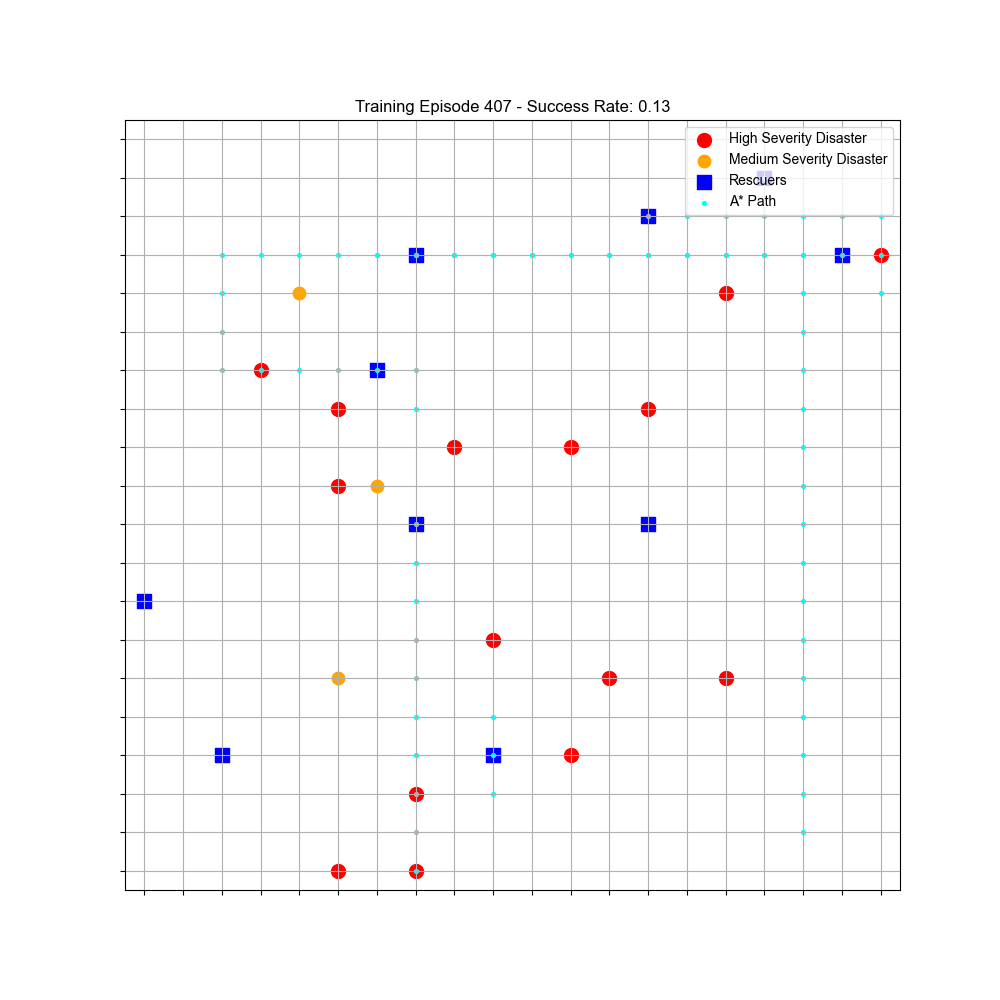 Training Episode 407 - Success Rate: 0.13
High Severity Disaster
Medium Severity Disaster
Rescuers
A* Path